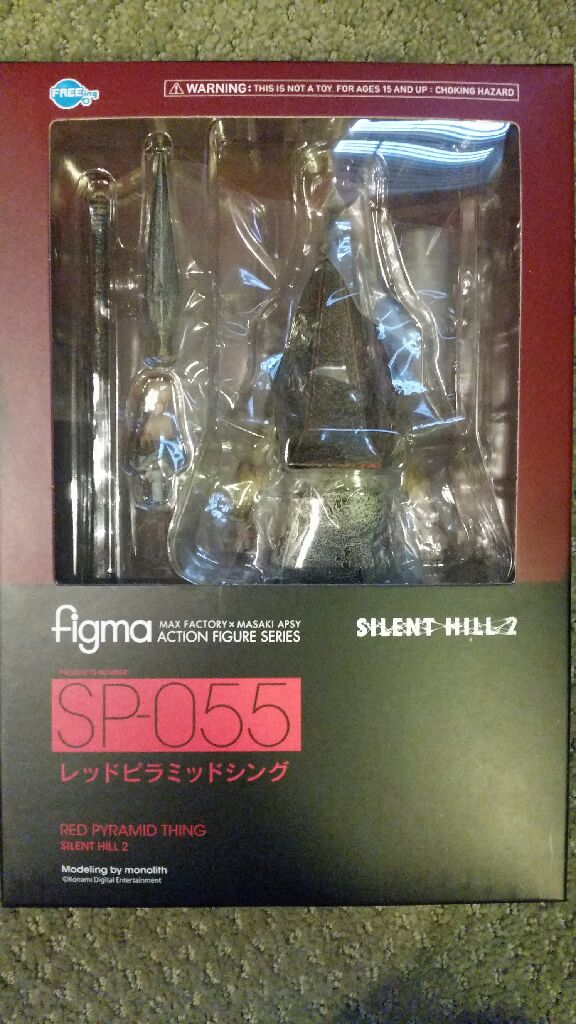 FREEing
⚠ WARNING: THIS IS NOT A TOY. FOR AGES 15 AND UP : CHOKING HAZARD
figma MAX FACTORY × MASAKI APSY
ACTION FIGURE SERIES
SILENT HILL 2
PRODUCTS NUMBER
SP-055
レッドピラミッドシング
RED PYRAMID THING
SILENT HILL 2
Modeling by monolith
©Konami Digital Entertainment